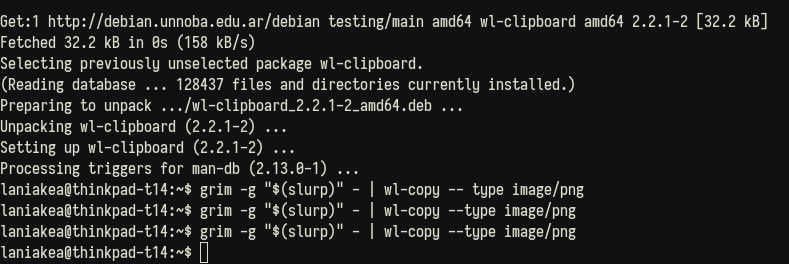 Get:1 http://debian.unnoba.edu.ar/debian testing/main amd64 wl-clipboard amd64 2.2.1-2 [32.2 kB]
Fetched 32.2 kB in 0s (158 kB/s)
Selecting previously unselected package wl-clipboard.
(Reading database ... 128437 files and directories currently installed.)
Preparing to unpack .../wl-clipboard_2.2.1-2_amd64.deb ...
Unpacking wl-clipboard (2.2.1-2) ...
Setting up wl-clipboard (2.2.1-2) ...
Processing triggers for man-db (2.13.0-1) ...
laniakea@thinkpad-t14:~$ grim -g "$(slurp)" - | wl-copy -- type image/png
laniakea@thinkpad-t14:~$ grim -g "$(slurp)" - | wl-copy --type image/png
laniakea@thinkpad-t14:~$ grim -g "$(slurp)" - | wl-copy --type image/png
laniakea@thinkpad-t14:~$